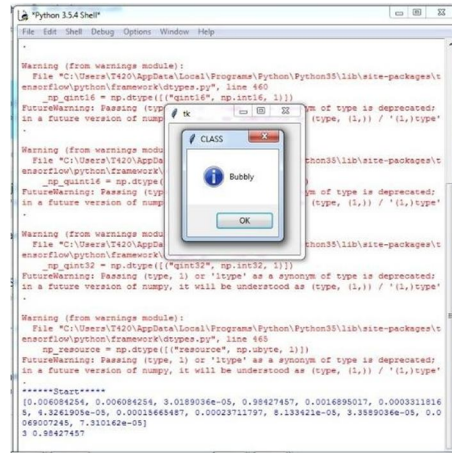 *Python 3.5.4 Shell*
File Edit Shell Debug Options Window Help
.
Warning (from warnings module):
File "C:\Users\T420\AppData\Local\Programs\Python\Python35\lib\site-packages\t
ensorflow\python\framework\dtypes.py", line 460
_np_qint16 = np.dtype([("qint16", np.int16, 1)])
FutureWarning: Passing (type, 1) or '1type' as a synonym of type is deprecated;
in a future version of numpy (type, (1,)) / '(1,)type'
.
tk
CLASS
Bubbly
OK
Warning (from warnings module):
File "C:\Users\T420\AppData thon35\lib\site-packages\t
ensorflow\python\framework\
_np_quint16 = np.dtype(
FutureWarning: Passing (typ ym of type is deprecated;
in a future version of numpy (type, (1,)) / '(1,)type'
.
Warning (from warnings modul
File "C:\Users\T420\AppData thon35\lib\site-packages\t
ensorflow\python\framework\
_np_qint32 = np.dtype([("qint32", np.int32, 1)])
FutureWarning: Passing (type, 1) or '1type' as a synonym of type is deprecated;
in a future version of numpy, it will be understood as (type, (1,)) / '(1,)type'
.
Warning (from warnings module):
File "C:\Users\T420\AppData\Local\Programs\Python\Python35\lib\site-packages\t
ensorflow\python\framework\dtypes.py", line 465
np_resource = np.dtype([("resource", np.ubyte, 1)])
FutureWarning: Passing (type, 1) or '1type' as a synonym of type is deprecated;
in a future version of numpy, it will be understood as (type, (1,)) / '(1,)type'
.
******Start*****
[0.006084254, 0.006084254, 3.0189036e-05, 0.98427457, 0.0016895017, 0.0003311816
5, 4.3261905e-05, 0.00015665487, 0.00023711797, 8.133421e-05, 3.3589036e-05, 0.0
069007245, 7.310162e-05]
3 0.98427457